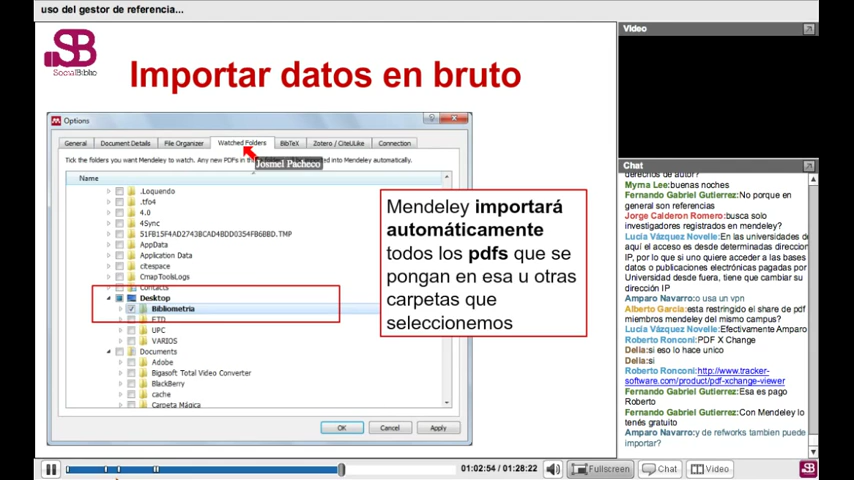 uso del gestor de referencia...
SB
SocialBiblio
Importar datos en bruto
Options
General
Document Details
File Organizer
Watched Folders
BibTeX
Zotero / CiteULike
Connection
Josmel Pacheco
Tick the folders you want Mendeley to watch. Any new PDFs in imported into Mendeley automatically.
Name
.Loquendo
.tfo4
4.0
4Sync
51FB15F4AD2743BCAD94F6BBED.TMP
AppData
Application Data
citespace
CmapToolsLogs
Contacts
Desktop
Bibliometria
ETD
UPC
VARIOS
Documents
Adobe
Bigasoft Total Video Converter
BlackBerry
cache
Carpeta Mágica
OK
Cancel
Apply
Mendeley importará
automáticamente
todos los pdfs que se
pongan en esa u otras
carpetas que
seleccionemos
Video
Chat
derechos de autor?
Myrna Lee:buenas noches
Fernando Gabriel Gutierrez:No porque en
general son referencias
Jorge Calderon Romero:busca solo
investigadores registrados en mendeley?
Lucía Vázquez Novelle:En las universidades de
aquí el acceso es desde determinadas direccion
IP, por lo que si uno quiere acceder a las bases
datos o publicaciones electrónicas pagadas por
Universidad desde fuera, tiene que cambiar su
dirección IP
Amparo Navarro:o usa un vpn
Alberto García:esta restringido el share de pdf
miembros mendeley del mismo campus?
Lucía Vázquez Novelle:Efectivamente Amparo
Roberto Ronconi:PDF X Change
Delia:si eso lo hace unico
Delia:si
Roberto Ronconi:http://www.tracker-
software.com/product/pdf-xchange-viewer
Fernando Gabriel Gutierrez:Esa es pago
Roberto
Fernando Gabriel Gutierrez:Con Mendeley lo
tenés gratuito
Amparo Navarro:y de refworks tambien puede
importar?
01:02:54 / 01:28:22
Fullscreen
Chat
Video
SB